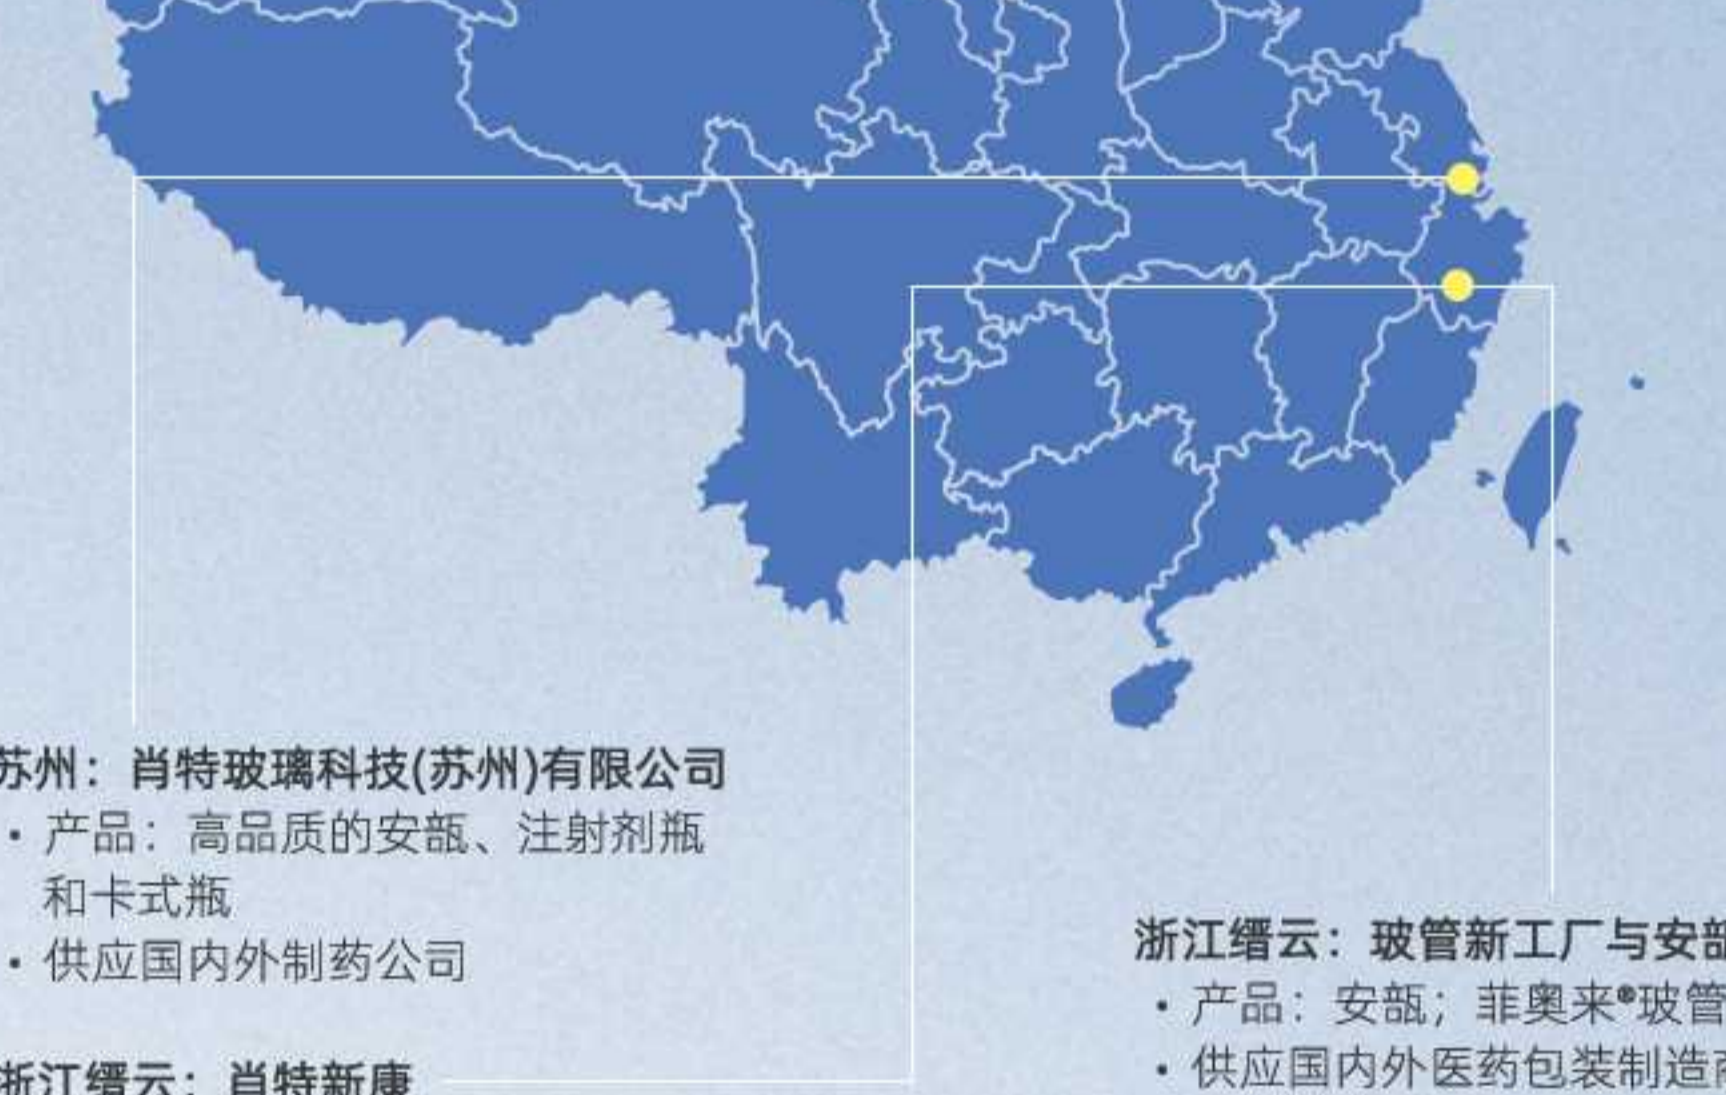 苏州：肖特玻璃科技(苏州)有限公司
• 产品：高品质的安瓿、注射剂瓶
和卡式瓶
• 供应国内外制药公司
浙江缙云：肖特新康
浙江缙云：玻管新工厂与安瓿
• 产品：安瓿；菲奥来®玻管
• 供应国内外医药包装制造商